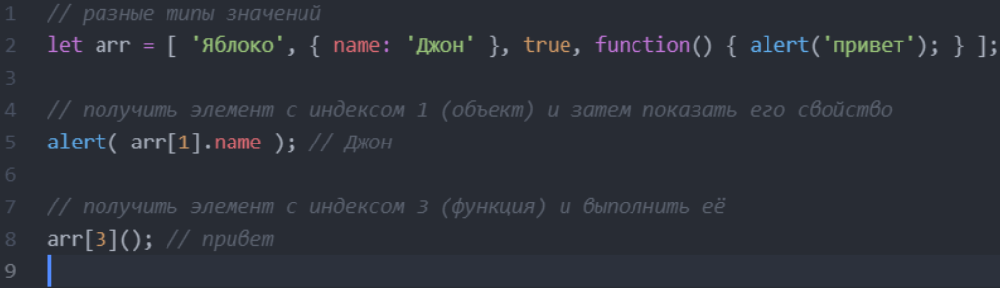 1 // разные типы значений
2 let arr = [ 'Яблоко', { name: 'Джон' }, true, function() { alert('привет'); } ];
3
4 // получить элемент с индексом 1 (объект) и затем показать его свойство
5 alert( arr[1].name ); // Джон
6
7 // получить элемент с индексом 3 (функция) и выполнить её
8 arr[3](); // привет
9